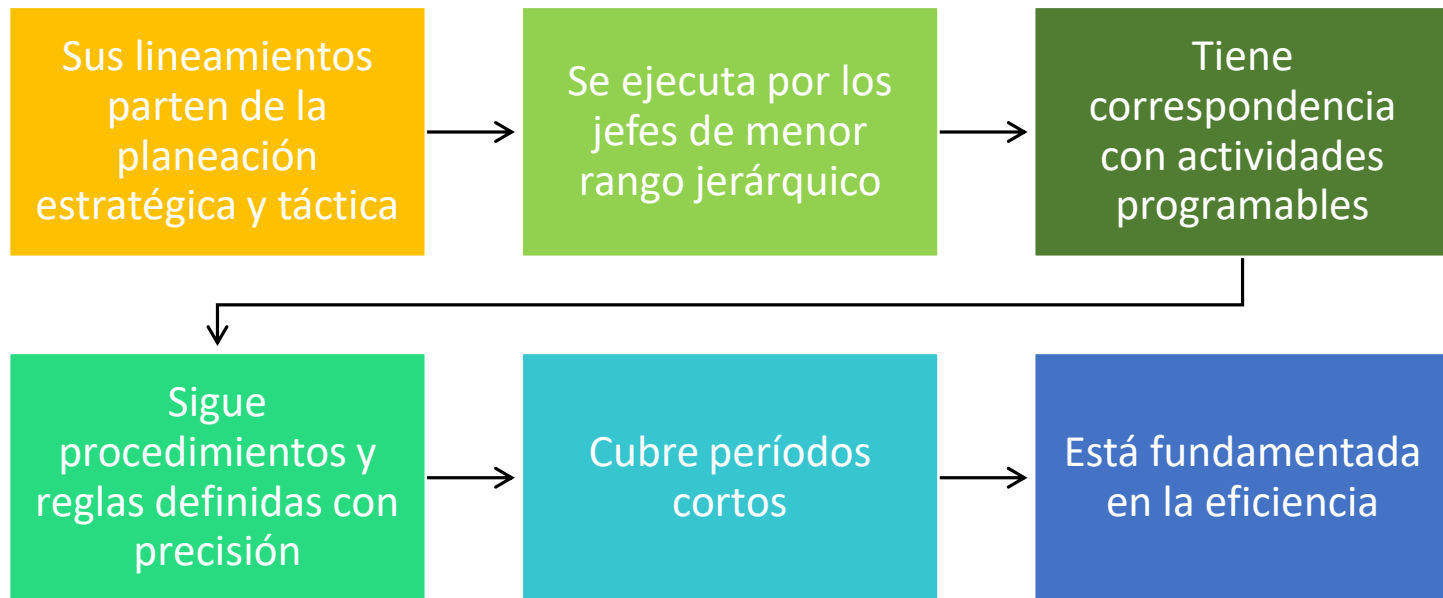 Sus lineamientos
parten de la
planeación
estratégica y táctica
Se ejecuta por los
jefes de menor
rango jerárquico
Tiene
correspondencia
con actividades
programables
Sigue
procedimientos y
reglas definidas con
precisión
Cubre períodos
cortos
Está fundamentada
en la eficiencia